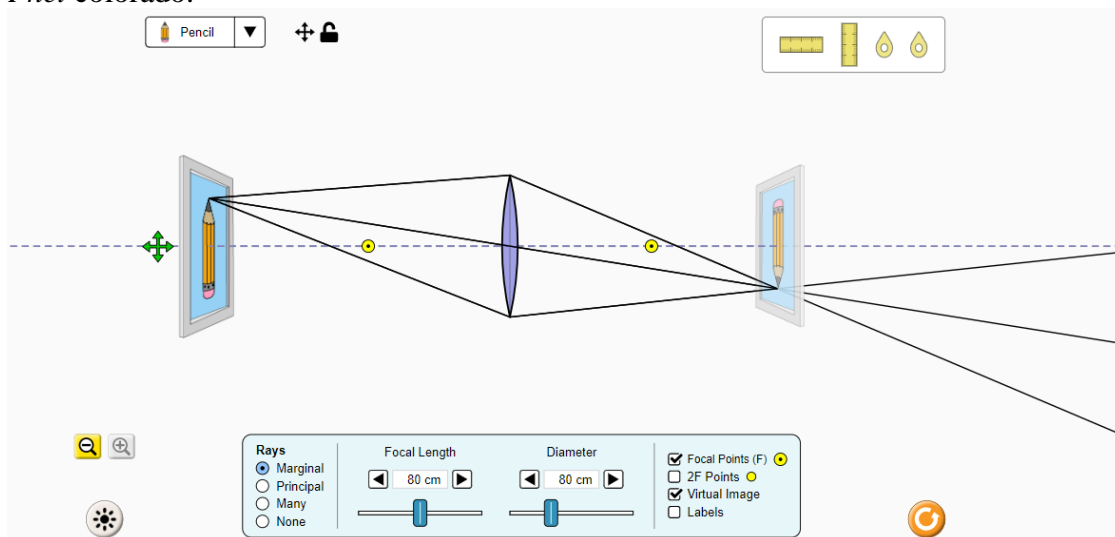 Phet colorado.
Pencil
Rays
Marginal
Principal
Many
None
Focal Length
80 cm
Diameter
80 cm
Focal Points (F)
2F Points
Virtual Image
Labels